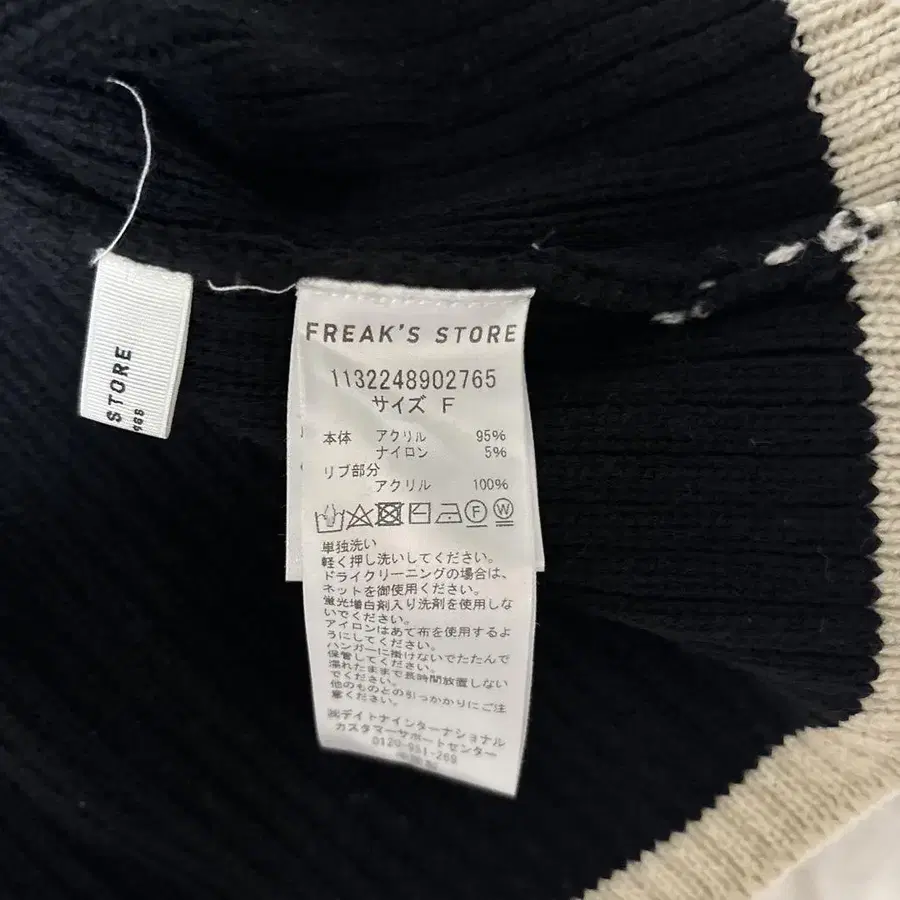 STORE
FREAK'S STORE
1132248902765
サイズ F
本体 アクリル 95%
ナイロン 5%
リブ部分
アクリル 100%
F W
単独洗い
軽く押し洗いしてください。
ドライクリーニングの場合は、
ネットを御使用ください。
蛍光増白剤入り洗剤を使用しな
いでください。
アイロンはあて布を使用するよ
うにしてください。
ハンガーに掛けないでたたんで
保管してください。
濡れたままで長時間放置しない
でください。
他のものとの引っかかりにご注
意ください。
㈱デイトナインターナショナル
カスタマーサポートセンター
0120-951-269